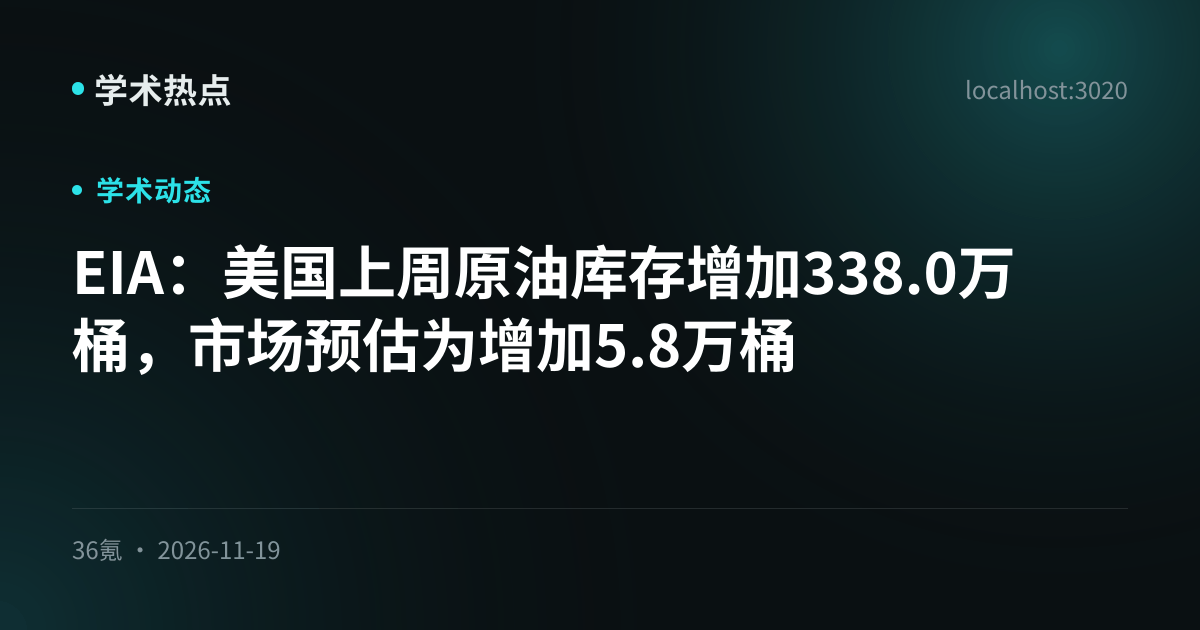 学术热点
localhost:3020
学术动态
EIA：美国上周原油库存增加338.0万
桶，市场预估为增加5.8万桶
36氪 · 2026-11-19